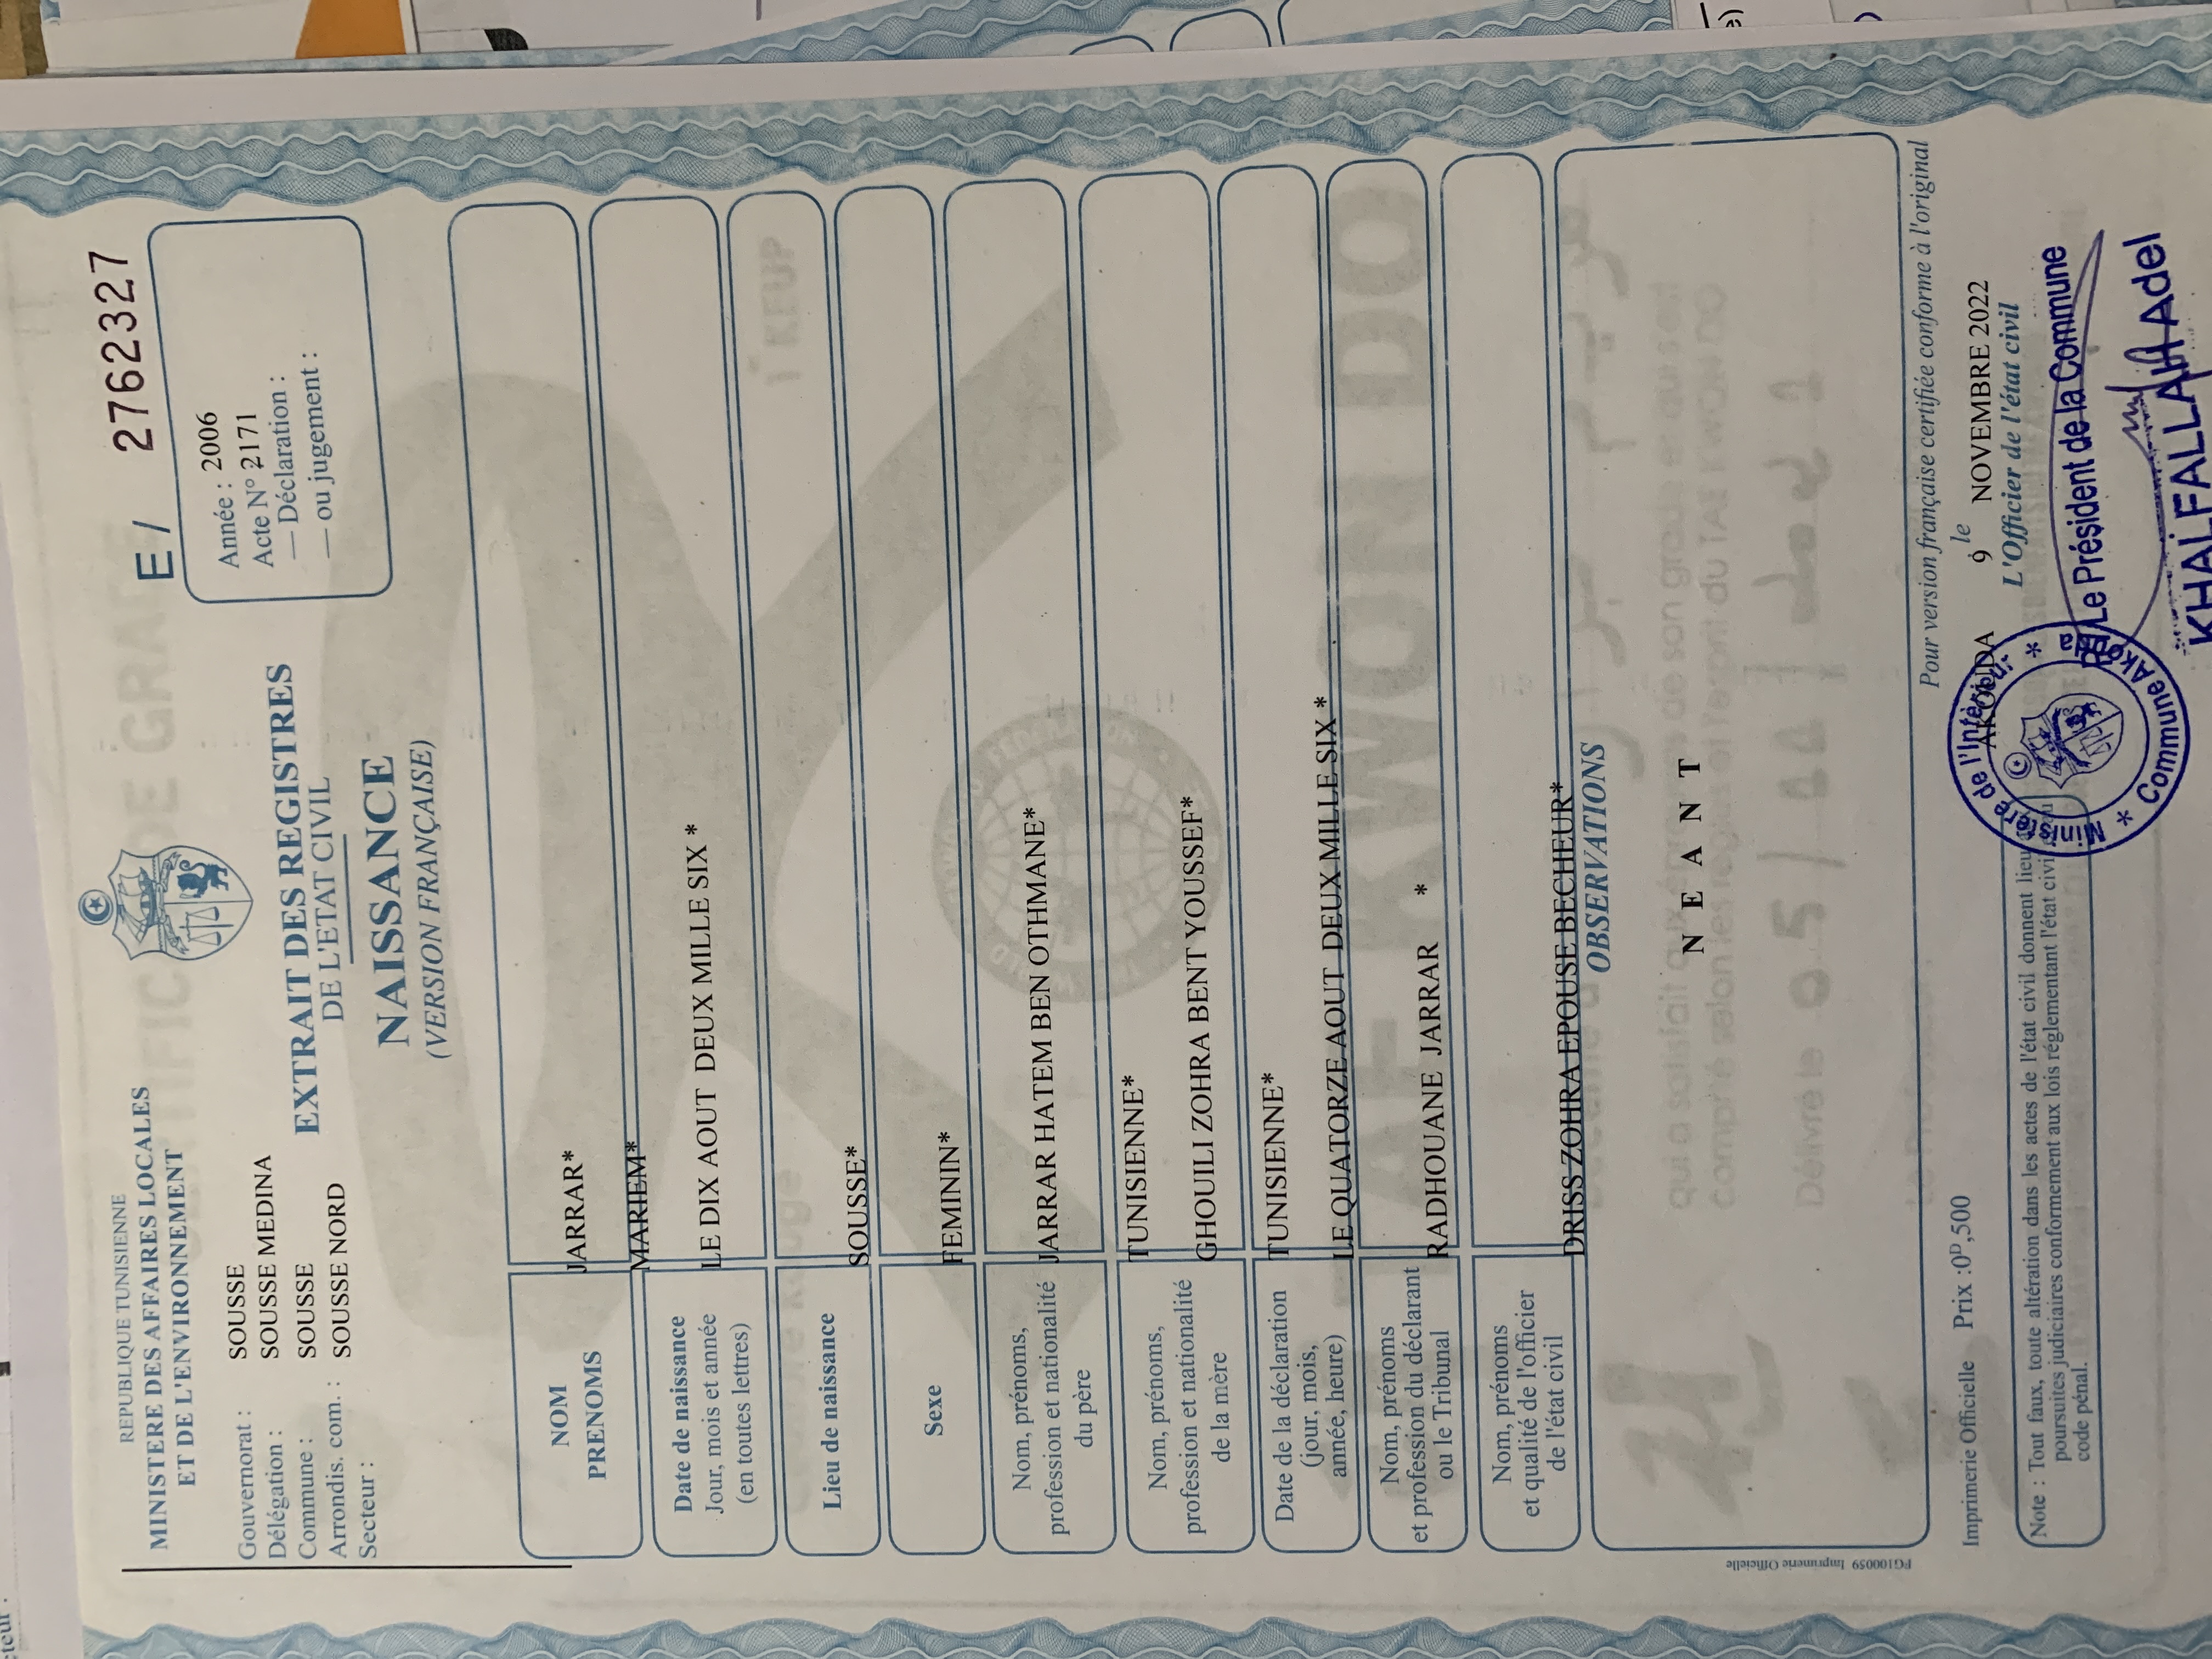 REPUBLIQUE TUNISIENNE
MINISTERE DES AFFAIRES LOCALES
ET DE L'ENVIRONNEMENT
E / 2762327
Gouvernorat : SOUSSE
Délégation : SOUSSE MEDINA
Commune : SOUSSE
Arrondis. com. : SOUSSE NORD
Secteur :
EXTRAIT DES REGISTRES
DE L'ETAT CIVIL
NAISSANCE
(VERSION FRANÇAISE)
Année : 2006
Acte N° 2171
— Déclaration :
— ou jugement :
NOM
PRENOMS
JARRAR*
MARIEM*
Date de naissance
Jour, mois et année
(en toutes lettres)
LE DIX AOUT DEUX MILLE SIX *
Lieu de naissance
SOUSSE*
Sexe
FEMININ*
Nom, prénoms,
profession et nationalité
du père
JARRAR HATEM BEN OTHMANE*
TUNISIENNE*
Nom, prénoms,
profession et nationalité
de la mère
GHOUILI ZOHRA BENT YOUSSEF*
TUNISIENNE*
Date de la déclaration
(jour, mois,
année, heure)
LE QUATORZE AOUT DEUX MILLE SIX *
Nom, prénoms
et profession du déclarant
ou le Tribunal
RADHOUANE JARRAR *
Nom, prénoms
et qualité de l'officier
de l'état civil
DRISS ZOHRA EPOUSE BECHEUR*
OBSERVATIONS
N E A N T
Pour version française certifiée conforme à l'original
AKOUDA 9 le NOVEMBRE 2022
L'Officier de l'état civil
Le Président de la Commune
KHALFALLAH Adel
Ministère de l'Intérieur * Commune Akouda *
Imprimerie Officielle Prix :0ᴰ,500
Note : Tout faux, toute altération dans les actes de l'état civil donnent lieu
poursuites judiciaires conformement aux lois réglementant l'état civil
code pénal.
PG100059 Imprimerie Officielle